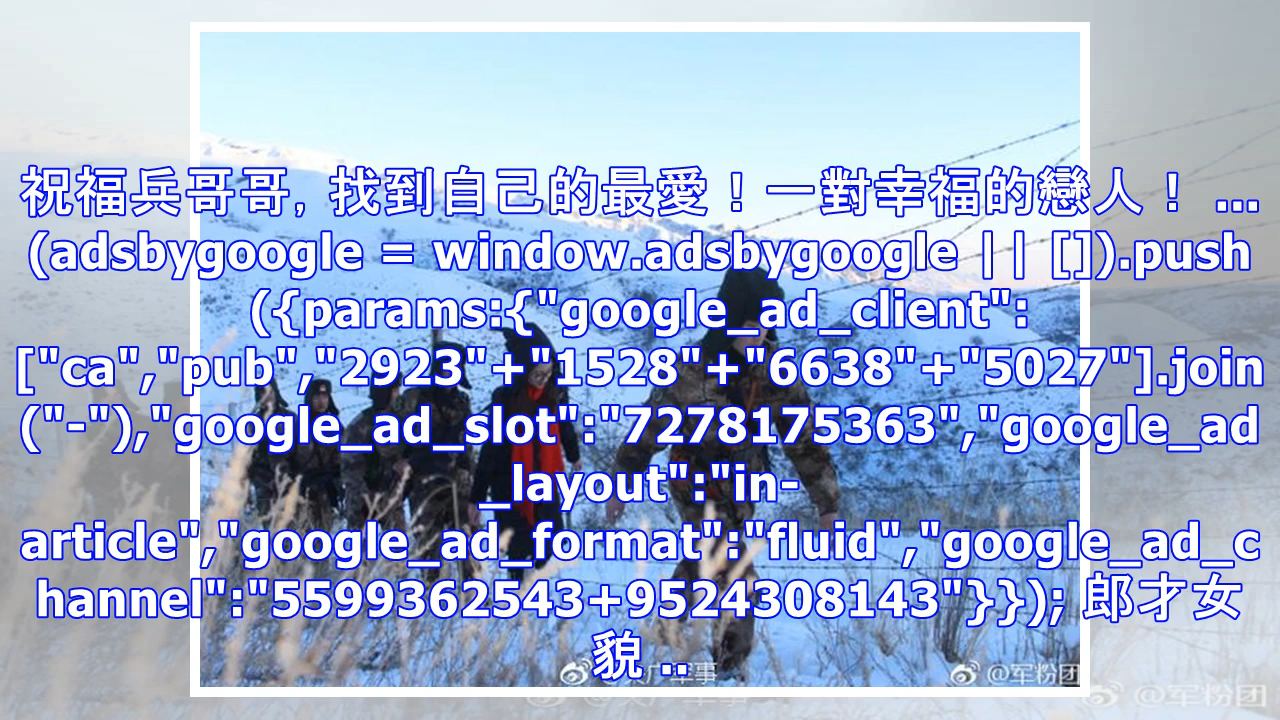 祝福兵哥哥, 找到自己的最愛！一對幸福的戀人！ ...
(adsbygoogle = window.adsbygoogle || []).push
({params:{"google_ad_client":
["ca","pub","2923"+"1528"+"6638"+"5027"].join
("-"),"google_ad_slot":"7278175363","google_ad
_layout":"in-
article","google_ad_format":"fluid","google_ad_c
hannel":"5599362543+9524308143"}}); 郎才女
貌 ..
@军粉团
@军粉团